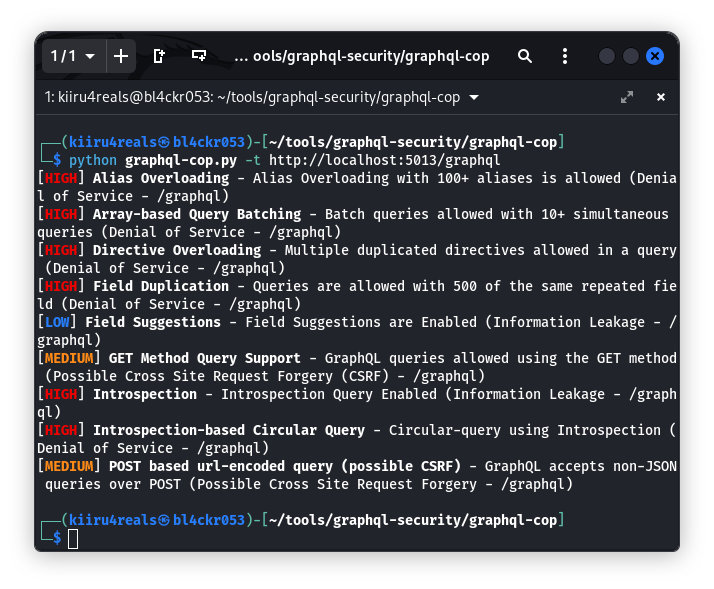 1/1
... ools/graphql-security/graphql-cop
1: kiiru4reals@bl4ckr053: ~/tools/graphql-security/graphql-cop
┌──(kiiru4reals㉿bl4ckr053)-[~/tools/graphql-security/graphql-cop]
└─$ python graphql-cop.py -t http://localhost:5013/graphql
[HIGH] Alias Overloading - Alias Overloading with 100+ aliases is allowed (Denia
l of Service - /graphql)
[HIGH] Array-based Query Batching - Batch queries allowed with 10+ simultaneous
queries (Denial of Service - /graphql)
[HIGH] Directive Overloading - Multiple duplicated directives allowed in a query
(Denial of Service - /graphql)
[HIGH] Field Duplication - Queries are allowed with 500 of the same repeated fie
ld (Denial of Service - /graphql)
[LOW] Field Suggestions - Field Suggestions are Enabled (Information Leakage - /
graphql)
[MEDIUM] GET Method Query Support - GraphQL queries allowed using the GET method
(Possible Cross Site Request Forgery (CSRF) - /graphql)
[HIGH] Introspection - Introspection Query Enabled (Information Leakage - /graph
ql)
[HIGH] Introspection-based Circular Query - Circular-query using Introspection (
Denial of Service - /graphql)
[MEDIUM] POST based url-encoded query (possible CSRF) - GraphQL accepts non-JSON
queries over POST (Possible Cross Site Request Forgery - /graphql)
┌──(kiiru4reals㉿bl4ckr053)-[~/tools/graphql-security/graphql-cop]
└─$